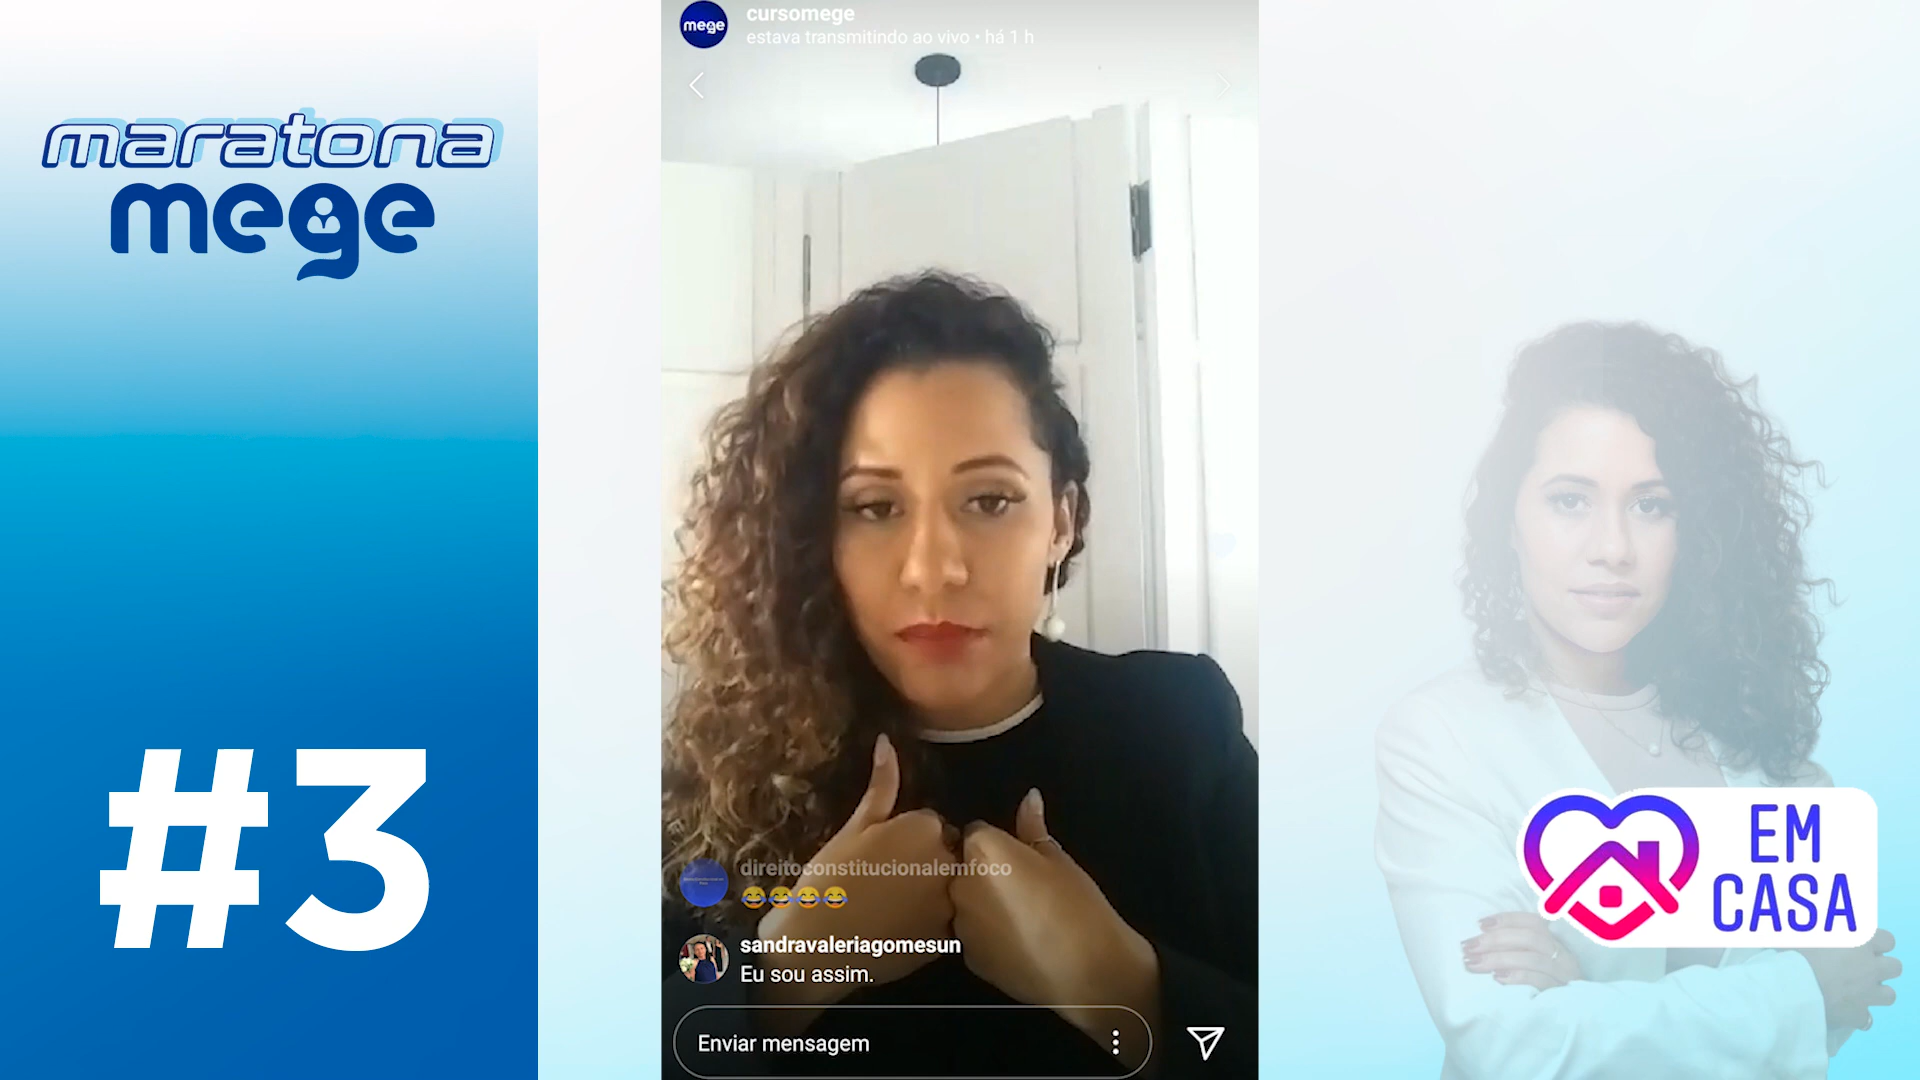 maratona
mege
#3
mege
cursomege
estava transmitindo ao vivo • há 1 h
direitoconstitucionalemfoco
😂😂😂😂
sandravaleriagomesun
Eu sou assim.
Enviar mensagem
EM
CASA